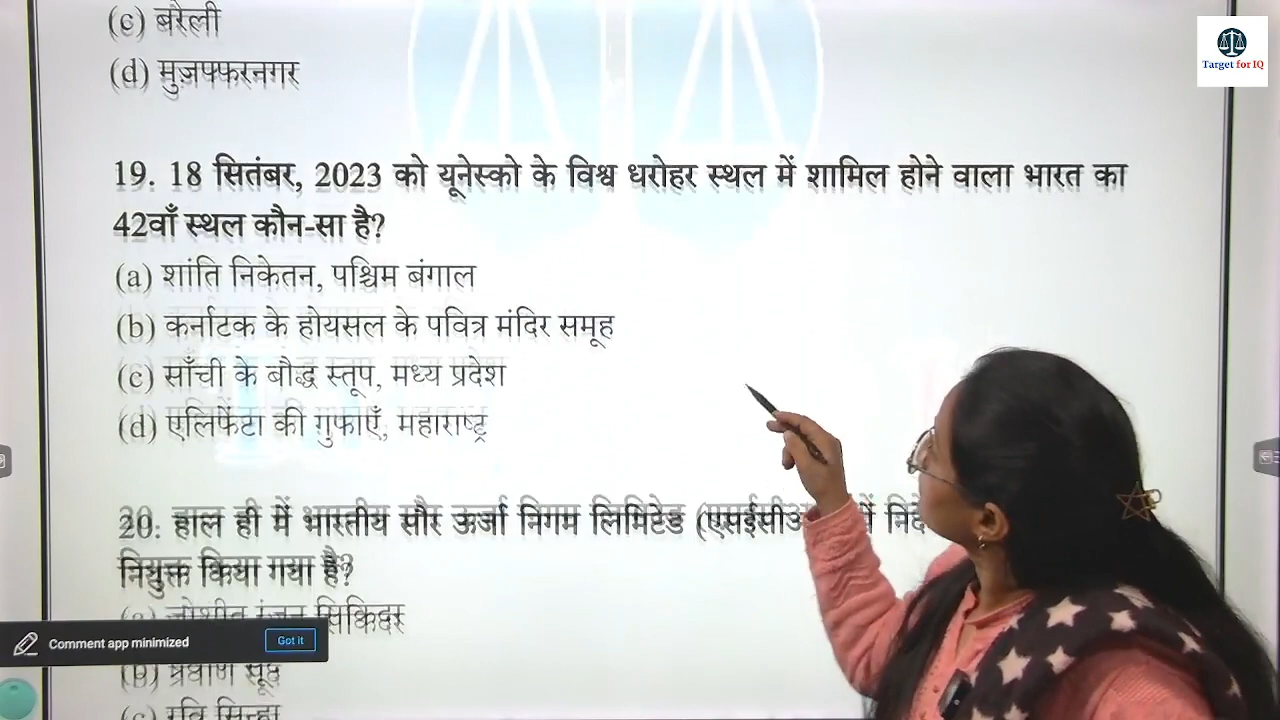 (c) बरेली
(d) मुज़फ्फरनगर
Target for IQ
19. 18 सितंबर, 2023 को यूनेस्को के विश्व धरोहर स्थल में शामिल होने वाला भारत का
42वाँ स्थल कौन-सा है?
(a) शांति निकेतन, पश्चिम बंगाल
(b) कर्नाटक के होयसल के पवित्र मंदिर समूह
(c) साँची के बौद्ध स्तूप, मध्य प्रदेश
(d) एलिफेंटा की गुफाएँ, महाराष्ट्र
20. हाल ही में भारतीय सौर ऊर्जा निगम लिमिटेड में
नियुक्त किया गया है?
Comment app minimized
Got it
(b)
(c) रवि सिन्हा